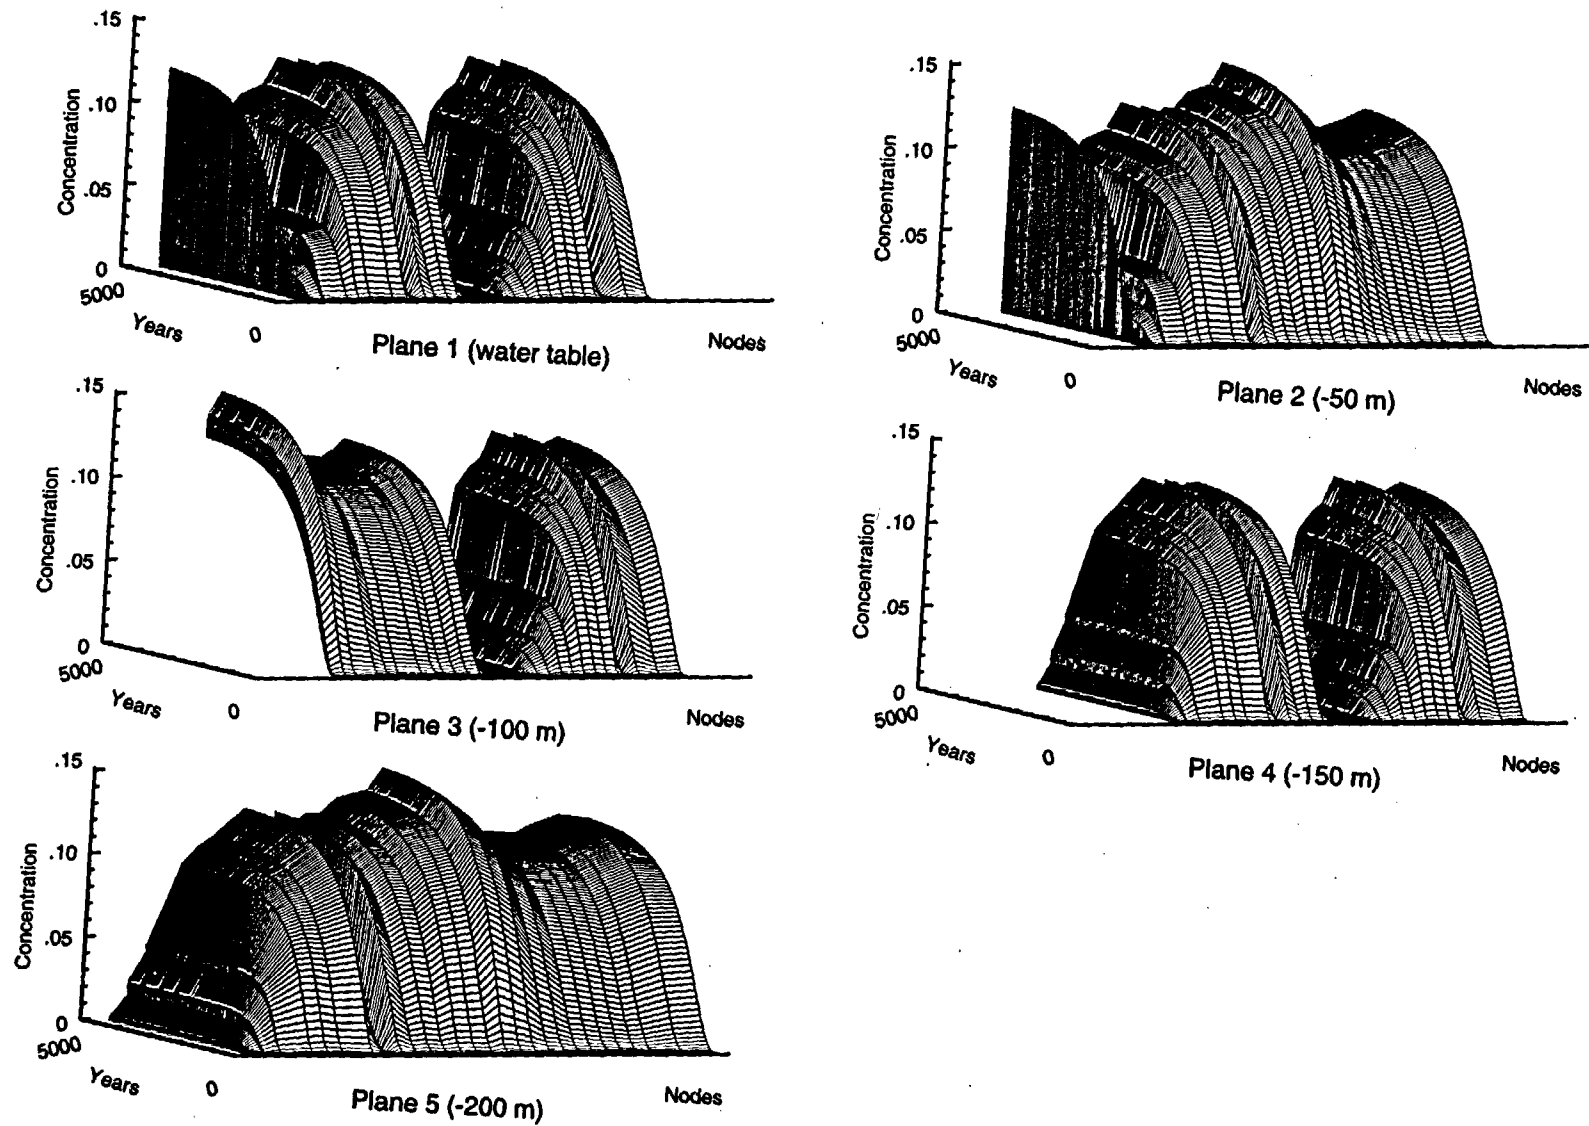 .15
.10
.05
0
Concentration
5000
Years
0
Plane 1 (water table)
Nodes
.15
.10
.05
0
Concentration
5000
Years
0
Plane 2 (-50 m)
Nodes
.15
.10
.05
0
Concentration
5000
Years
0
Plane 3 (-100 m)
Nodes
.15
.10
.05
0
Concentration
5000
Years
0
Plane 4 (-150 m)
Nodes
.15
.10
.05
0
Concentration
5000
Years
0
Plane 5 (-200 m)
Nodes